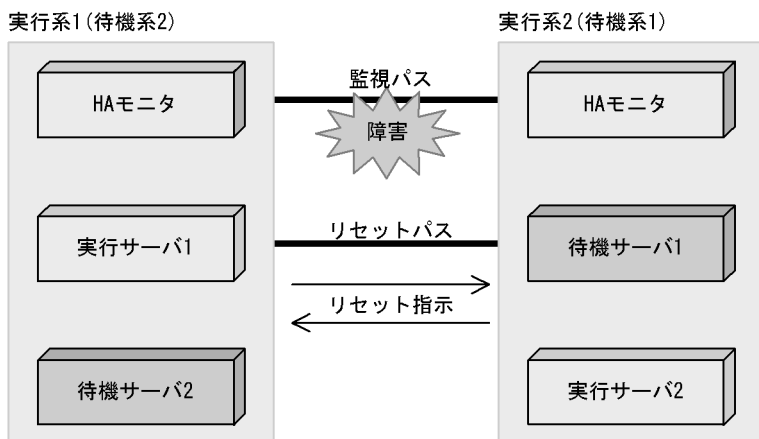 実行系1(待機系2)
実行系2(待機系1)
監視パス
HAモニタ
HAモニタ
障害
リセットパス
実行サーバ1
待機サーバ1
リセット指示
待機サーバ2
実行サーバ2